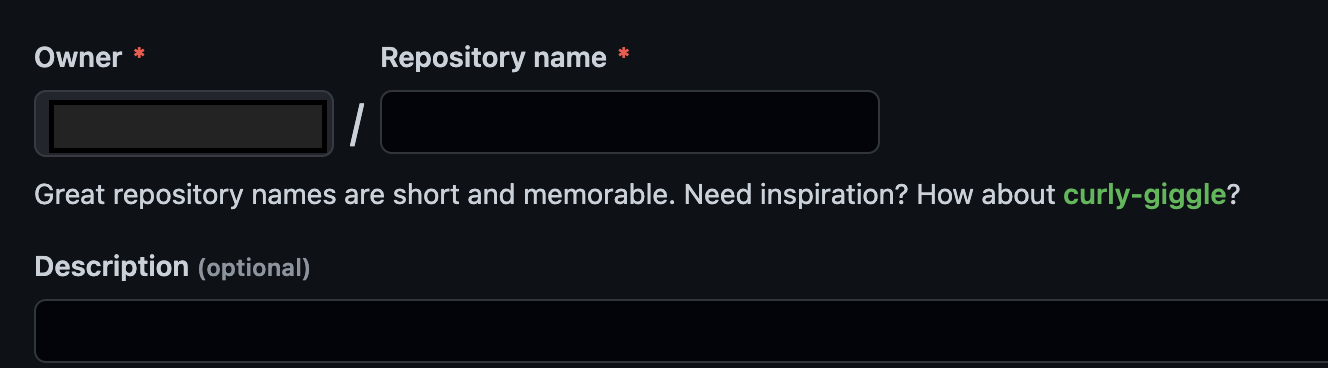 Owner *
Repository name *
/
Great repository names are short and memorable. Need inspiration? How about curly-giggle?
Description (optional)